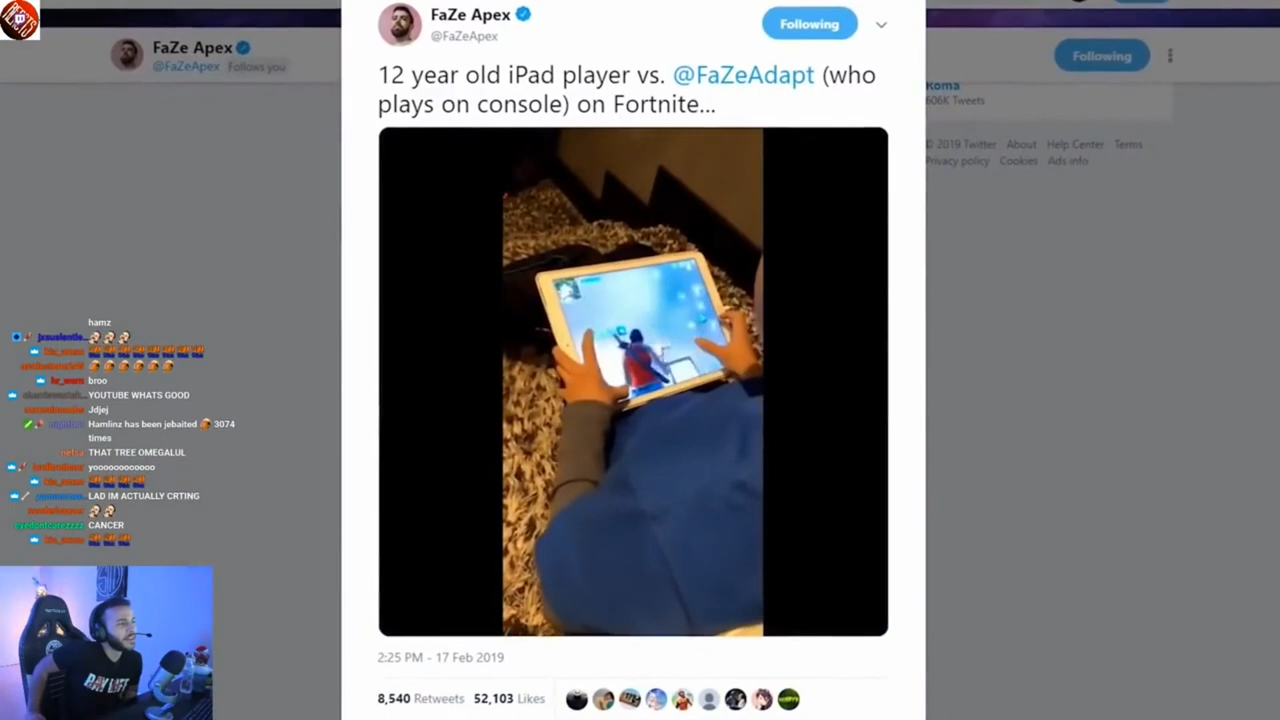 FaZe Apex
@FaZeApex
Following
12 year old iPad player vs. @FaZeAdapt (who
plays on console) on Fortnite...
2:25 PM - 17 Feb 2019
8,540 Retweets 52,103 Likes
FaZe Apex
@FaZeApex Follows you
Following
Roma
606K Tweets
© 2019 Twitter About Help Center Terms
Privacy policy Cookies Ads info
hamz
broo
YOUTUBE WHATS GOOD
Jdjej
Hamlinz has been jebaited 3074
times
THAT TREE OMEGALUL
yooooooooooo
LAD IM ACTUALLY CRTING
CANCER